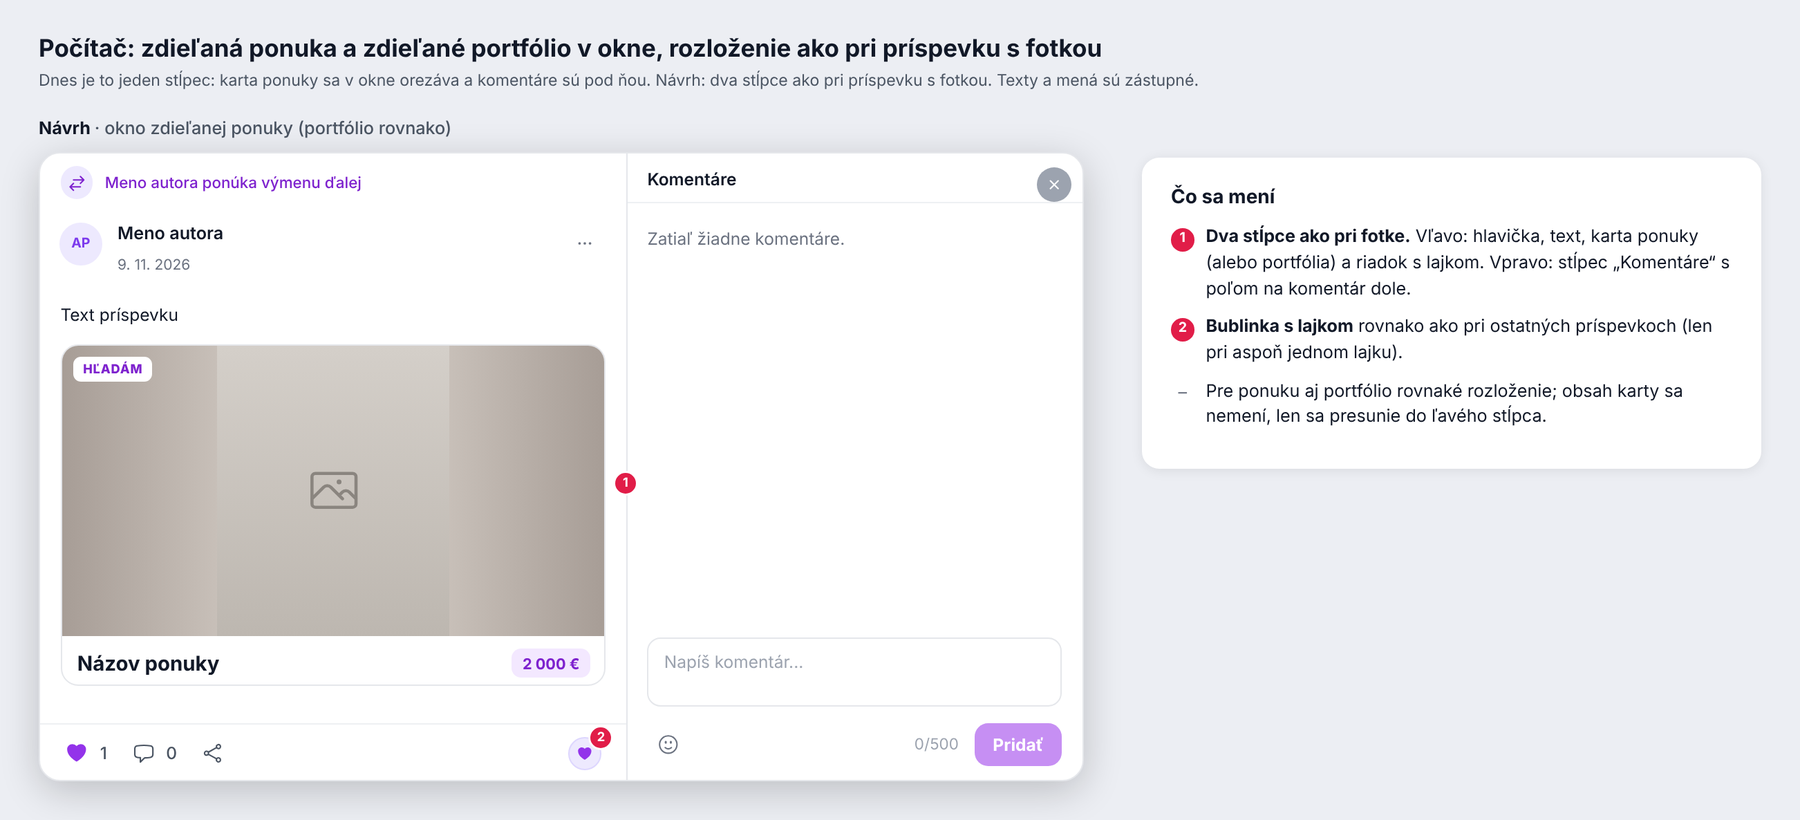 Počítač: zdieľaná ponuka a zdieľané portfólio v okne, rozloženie ako pri príspevku s fotkou
Dnes je to jeden stĺpec: karta ponuky sa v okne orezáva a komentáre sú pod ňou. Návrh: dva stĺpce ako pri príspevku s fotkou. Texty a mená sú zástupné.
Návrh · okno zdieľanej ponuky (portfólio rovnako)
Meno autora ponúka výmenu ďalej
AP
Meno autora
9. 11. 2026
Text príspevku
HĽADÁM
Názov ponuky
2 000 €
1
0
2
1
Komentáre
Zatiaľ žiadne komentáre.
Napíš komentár...
0/500
Pridať
Čo sa mení
1 Dva stĺpce ako pri fotke. Vľavo: hlavička, text, karta ponuky
(alebo portfólia) a riadok s lajkom. Vpravo: stĺpec „Komentáre“ s
poľom na komentár dole.
2 Bublinka s lajkom rovnako ako pri ostatných príspevkoch (len
pri aspoň jednom lajku).
– Pre ponuku aj portfólio rovnaké rozloženie; obsah karty sa
nemení, len sa presunie do ľavého stĺpca.